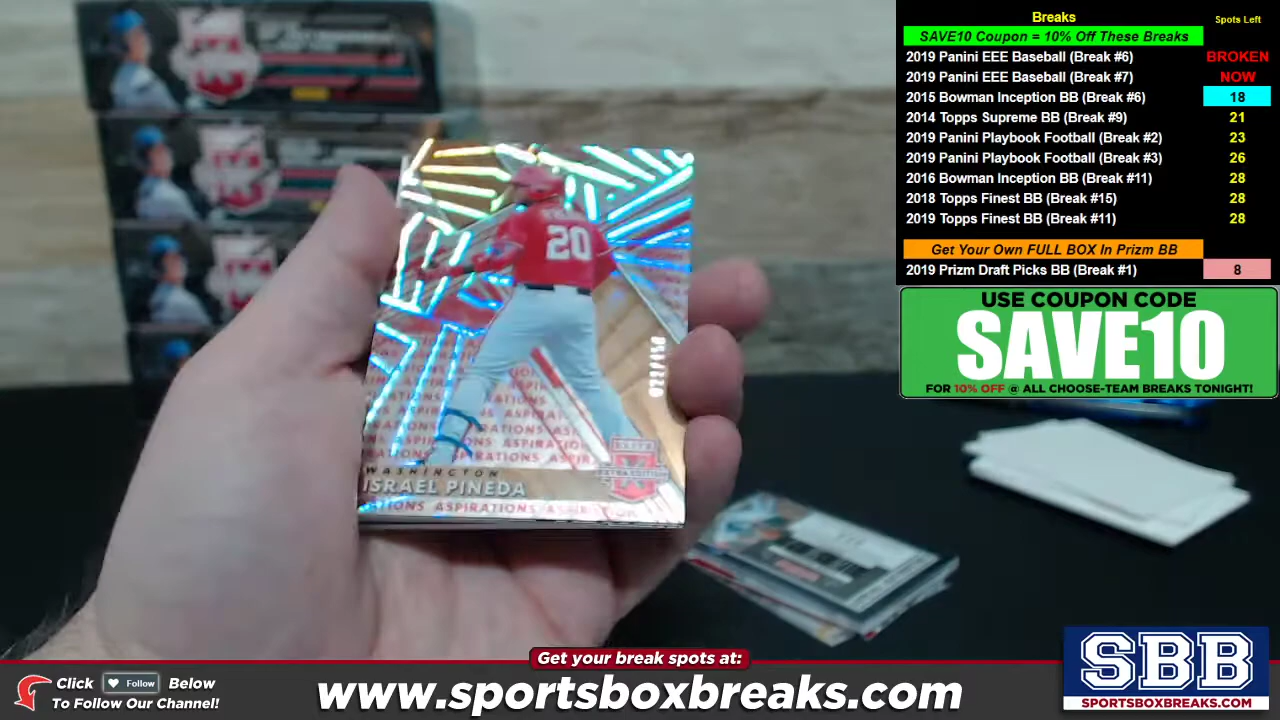 Breaks
Spots Left
SAVE10 Coupon = 10% Off These Breaks
2019 Panini EEE Baseball (Break #6) BROKEN
2019 Panini EEE Baseball (Break #7) NOW
2015 Bowman Inception BB (Break #6) 18
2014 Topps Supreme BB (Break #9) 21
2019 Panini Playbook Football (Break #2) 23
2019 Panini Playbook Football (Break #3) 26
2016 Bowman Inception BB (Break #11) 28
2018 Topps Finest BB (Break #15) 28
2019 Topps Finest BB (Break #11) 28
Get Your Own FULL BOX In Prizm BB
2019 Prizm Draft Picks BB (Break #1) 8
USE COUPON CODE
SAVE10
FOR 10% OFF @ ALL CHOOSE-TEAM BREAKS TONIGHT!
20
WASHINGTON
ISRAEL PINEDA
ASPIRATIONS
EXTRA EDITION
Get your break spots at:
Click Follow Below
To Follow Our Channel!
www.sportsboxbreaks.com
SBB
SPORTSBOXBREAKS.COM